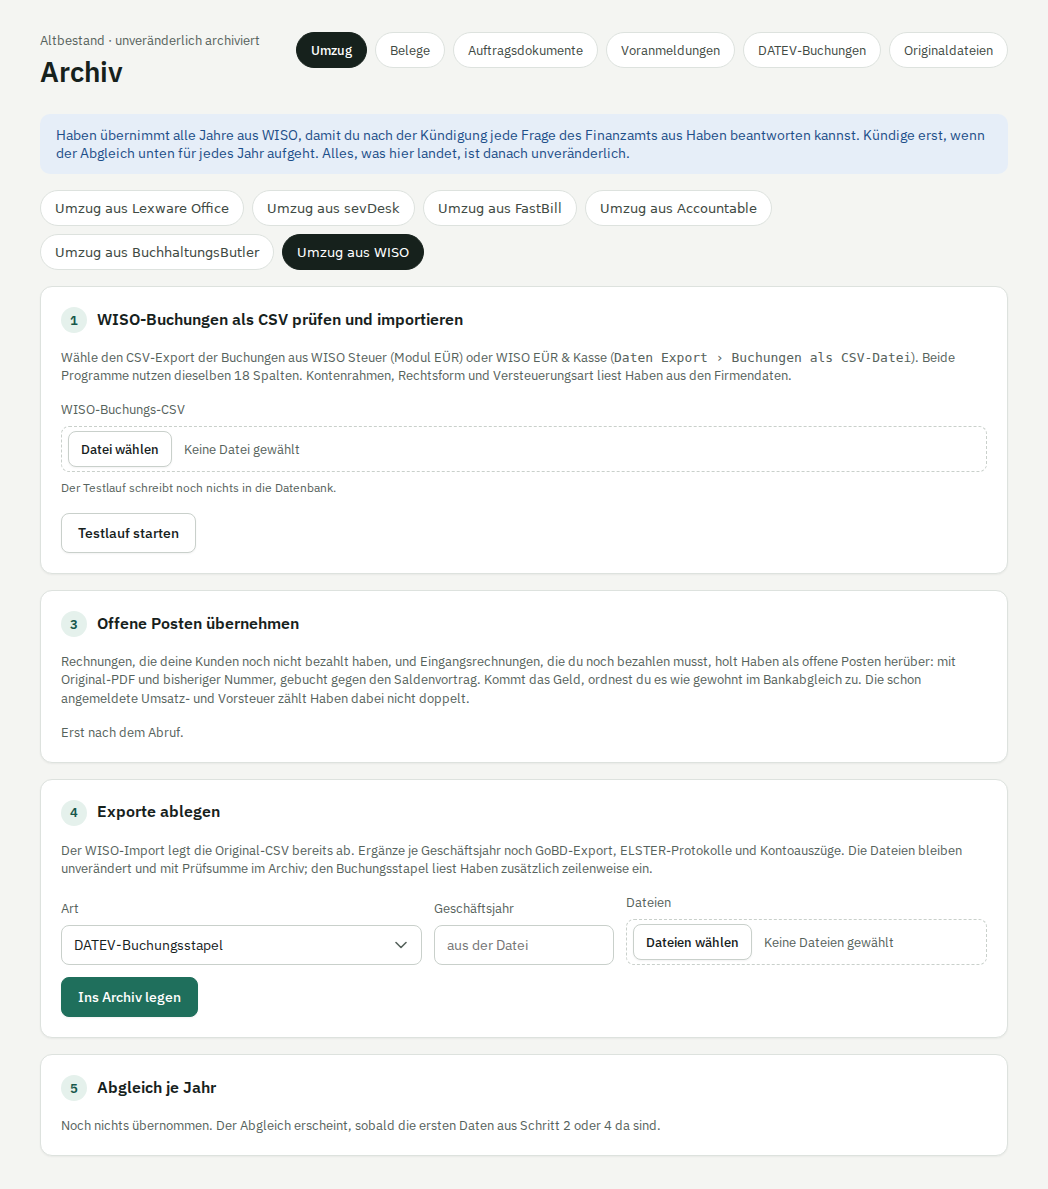 Altbestand · unveränderlich archiviert
Archiv
Umzug
Belege
Auftragsdokumente
Voranmeldungen
DATEV-Buchungen
Originaldateien
Haben übernimmt alle Jahre aus WISO, damit du nach der Kündigung jede Frage des Finanzamts aus Haben beantworten kannst. Kündige erst, wenn
der Abgleich unten für jedes Jahr aufgeht. Alles, was hier landet, ist danach unveränderlich.
Umzug aus Lexware Office
Umzug aus sevDesk
Umzug aus FastBill
Umzug aus Accountable
Umzug aus BuchhaltungsButler
Umzug aus WISO
1 WISO-Buchungen als CSV prüfen und importieren
Wähle den CSV-Export der Buchungen aus WISO Steuer (Modul EÜR) oder WISO EÜR & Kasse (Daten Export › Buchungen als CSV-Datei). Beide
Programme nutzen dieselben 18 Spalten. Kontenrahmen, Rechtsform und Versteuerungsart liest Haben aus den Firmendaten.
WISO-Buchungs-CSV
Datei wählen Keine Datei gewählt
Der Testlauf schreibt noch nichts in die Datenbank.
Testlauf starten
3 Offene Posten übernehmen
Rechnungen, die deine Kunden noch nicht bezahlt haben, und Eingangsrechnungen, die du noch bezahlen musst, holt Haben als offene Posten herüber: mit
Original-PDF und bisheriger Nummer, gebucht gegen den Saldenvortrag. Kommt das Geld, ordnest du es wie gewohnt im Bankabgleich zu. Die schon
angemeldete Umsatz- und Vorsteuer zählt Haben dabei nicht doppelt.
Erst nach dem Abruf.
4 Exporte ablegen
Der WISO-Import legt die Original-CSV bereits ab. Ergänze je Geschäftsjahr noch GoBD-Export, ELSTER-Protokolle und Kontoauszüge. Die Dateien bleiben
unverändert und mit Prüfsumme im Archiv; den Buchungsstapel liest Haben zusätzlich zeilenweise ein.
Art
Geschäftsjahr
Dateien
DATEV-Buchungsstapel
aus der Datei
Dateien wählen Keine Dateien gewählt
Ins Archiv legen
5 Abgleich je Jahr
Noch nichts übernommen. Der Abgleich erscheint, sobald die ersten Daten aus Schritt 2 oder 4 da sind.